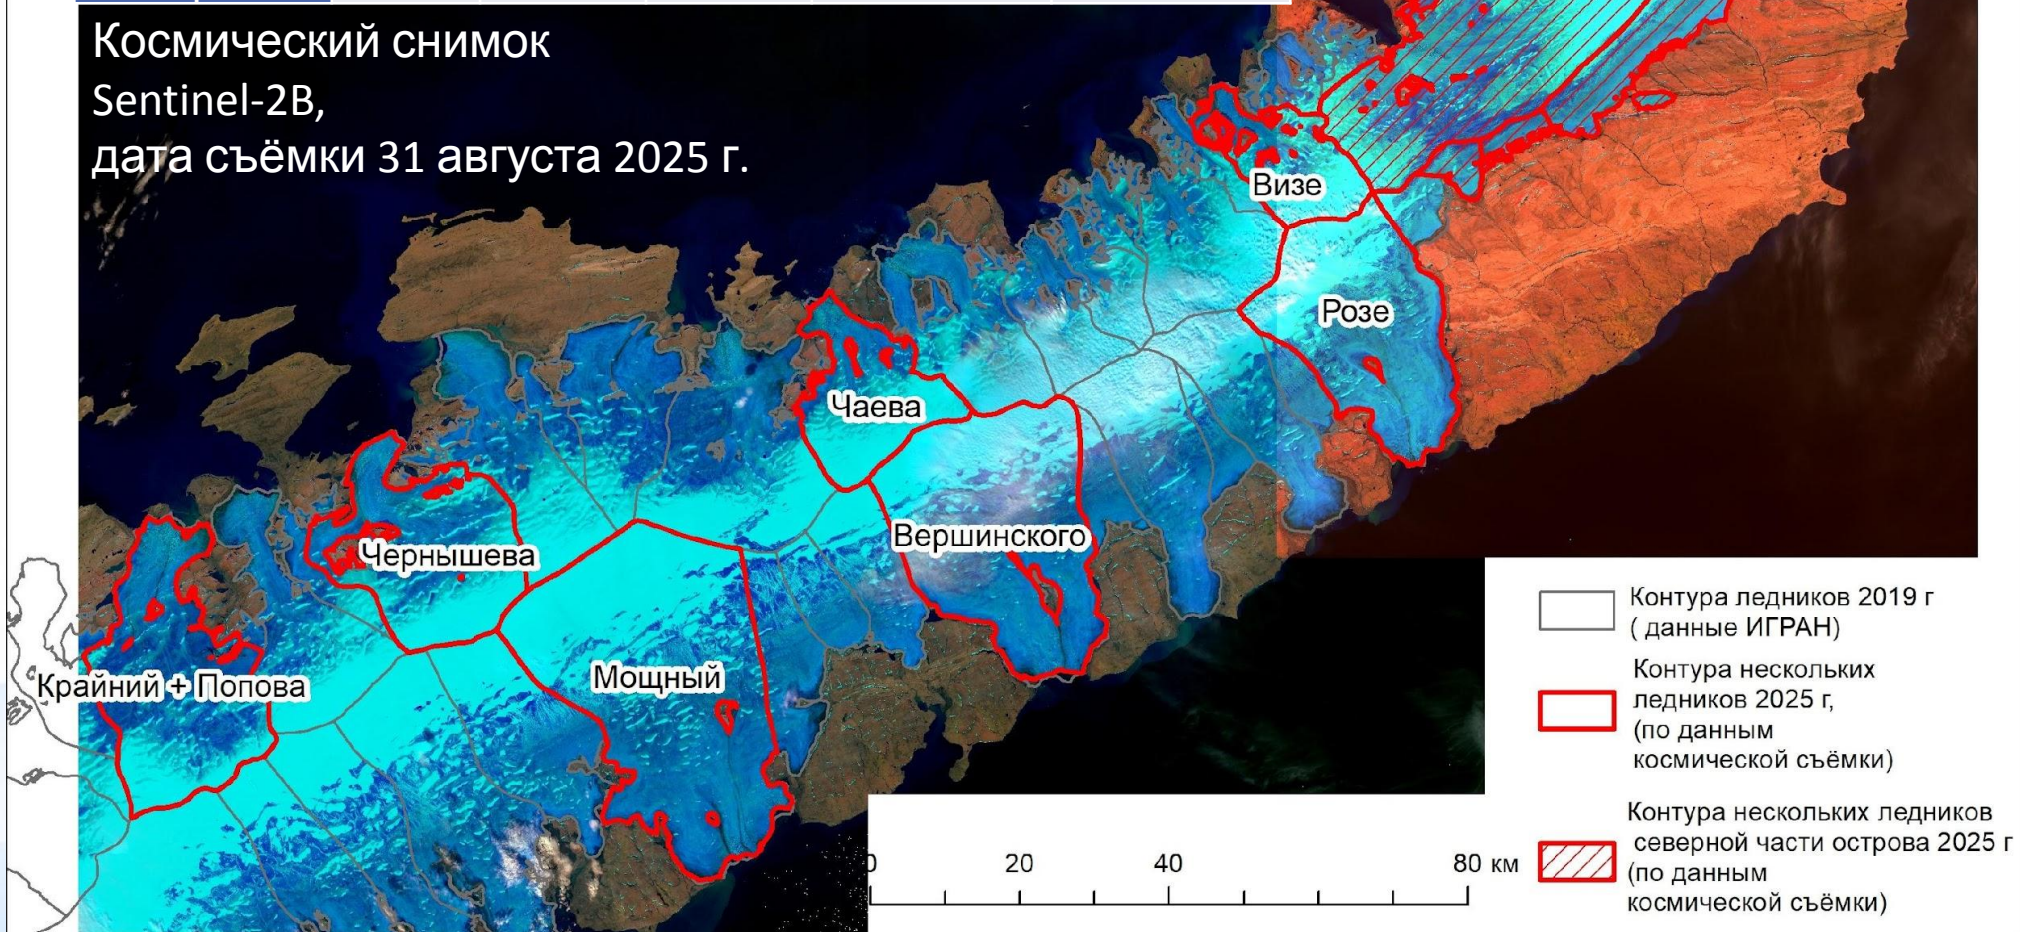 Космический снимок
Sentinel-2B,
дата съёмки 31 августа 2025 г.
Визе
Розе
Чаева
Вершинского
Чернышева
Мощный
Крайний + Попова
Контура ледников 2019 г
( данные ИГРАН)
Контура нескольких
ледников 2025 г,
(по данным
космической съёмки)
Контура нескольких ледников
северной части острова 2025 г
(по данным
космической съёмки)
0 20 40 80 км